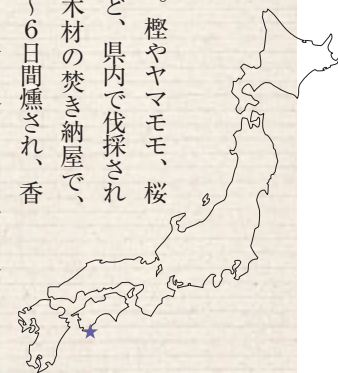 。樫やヤマモモ、桜
ど、県内で伐採され
木材の焚き納屋で、
～6日間燻され、香